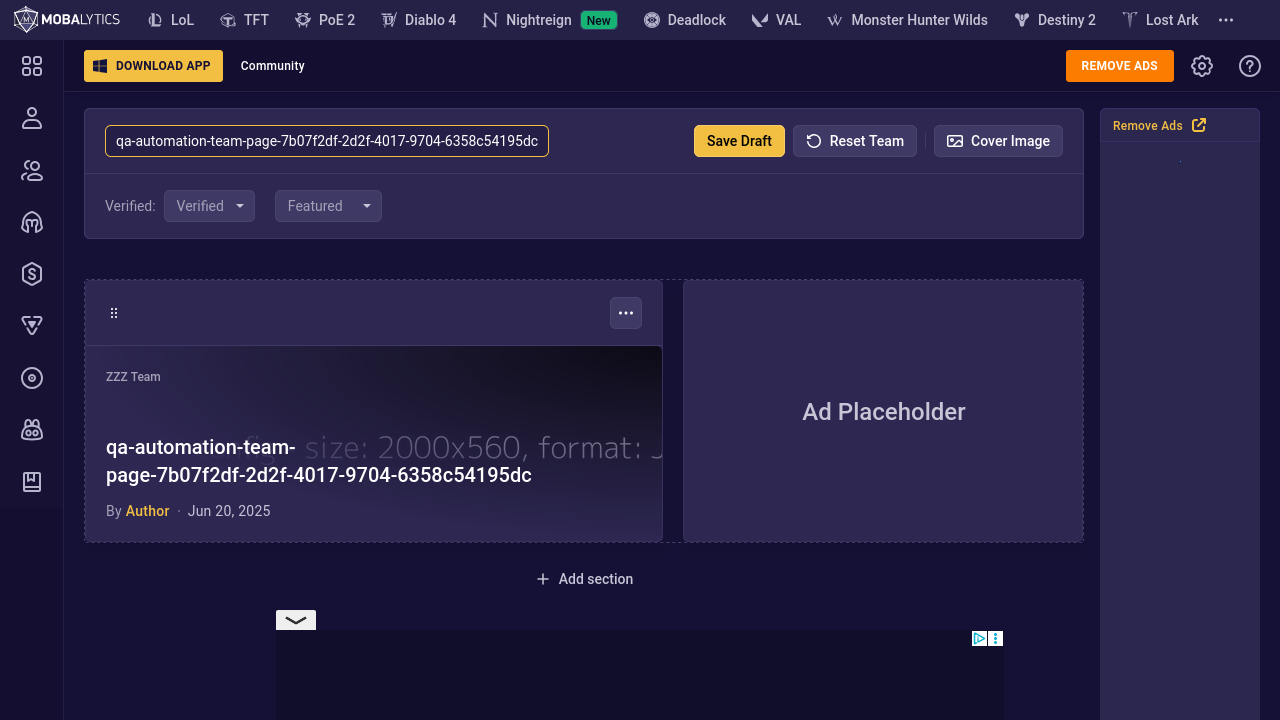 MOBALYTICS
LoL
TFT
PoE 2
Diablo 4
Nightreign New
Deadlock
VAL
Monster Hunter Wilds
Destiny 2
Lost Ark
DOWNLOAD APP
Community
REMOVE ADS
qa-automation-team-page-7b07f2df-2d2f-4017-9704-6358c54195dc
Save Draft
Reset Team
Cover Image
Remove Ads
Verified: Verified
Featured
ZZZ Team
size: 2000x560, format:
qa-automation-team-
page-7b07f2df-2d2f-4017-9704-6358c54195dc
By Author · Jun 20, 2025
Ad Placeholder
Add section